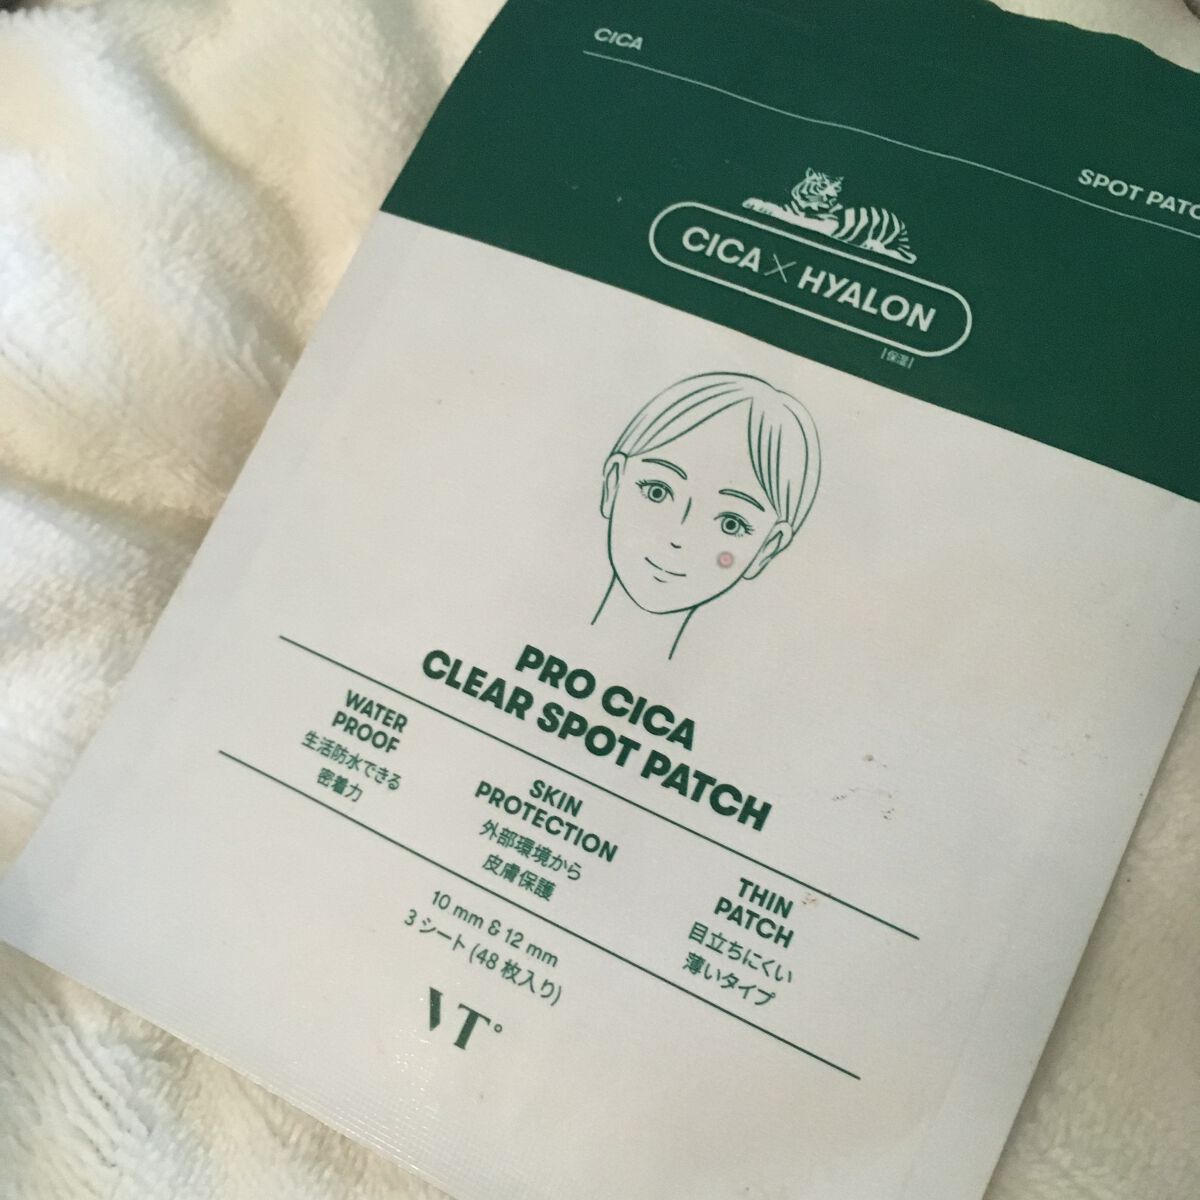 CICA
SPOT PATC
CICA × HYALON
[保湿]
PRO CICA
CLEAR SPOT PATCH
WATER
PROOF
生活防水できる
密着力
SKIN
PROTECTION
外部環境から
皮膚保護
THIN
PATCH
目立ちにくい
薄いタイプ
10 mm & 12 mm
3 シート (48 枚入り)
VT°